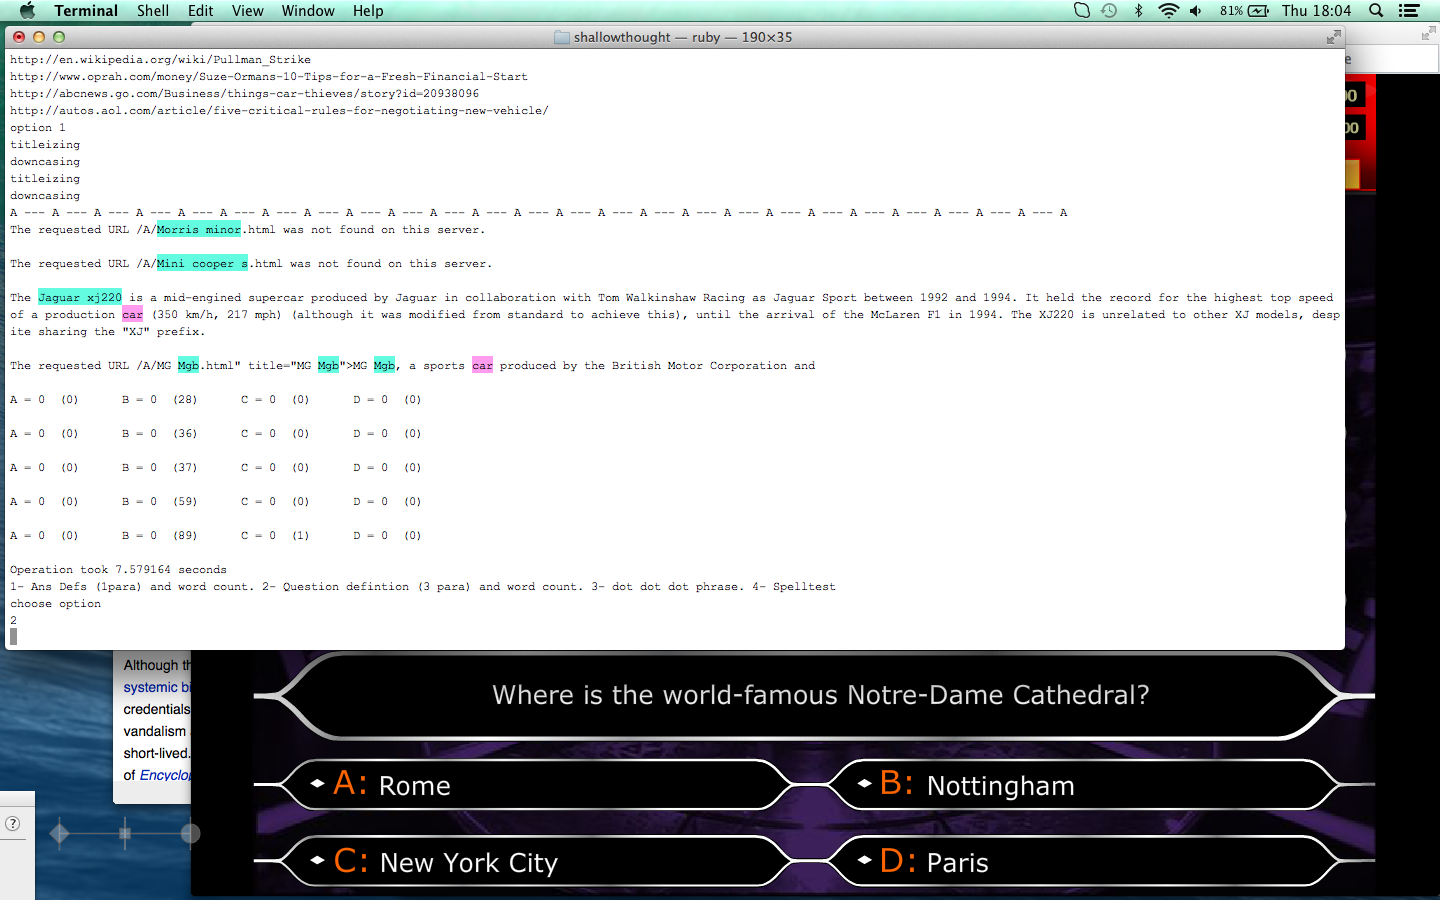 Terminal Shell Edit View Window Help 81% Thu 18:04
shallowthought — ruby — 190×35
http://en.wikipedia.org/wiki/Pullman_Strike
http://www.oprah.com/money/Suze-Ormans-10-Tips-for-a-Fresh-Financial-Start
http://abcnews.go.com/Business/things-car-thieves/story?id=20938096
http://autos.aol.com/article/five-critical-rules-for-negotiating-new-vehicle/
option 1
titleizing
downcasing
titleizing
downcasing
A --- A --- A --- A --- A --- A --- A --- A --- A --- A --- A --- A --- A --- A --- A --- A --- A --- A --- A --- A --- A --- A --- A --- A --- A --- A
The requested URL /A/Morris minor.html was not found on this server.
The requested URL /A/Mini cooper s.html was not found on this server.
The Jaguar xj220 is a mid-engined supercar produced by Jaguar in collaboration with Tom Walkinshaw Racing as Jaguar Sport between 1992 and 1994. It held the record for the highest top speed
of a production car (350 km/h, 217 mph) (although it was modified from standard to achieve this), until the arrival of the McLaren F1 in 1994. The XJ220 is unrelated to other XJ models, desp
ite sharing the "XJ" prefix.
The requested URL /A/MG Mgb.html" title="MG Mgb">MG Mgb, a sports car produced by the British Motor Corporation and
A = 0 (0) B = 0 (28) C = 0 (0) D = 0 (0)
A = 0 (0) B = 0 (36) C = 0 (0) D = 0 (0)
A = 0 (0) B = 0 (37) C = 0 (0) D = 0 (0)
A = 0 (0) B = 0 (59) C = 0 (0) D = 0 (0)
A = 0 (0) B = 0 (89) C = 0 (1) D = 0 (0)
Operation took 7.579164 seconds
1- Ans Defs (1para) and word count. 2- Question defintion (3 para) and word count. 3- dot dot dot phrase. 4- Spelltest
choose option
2
Although th
systemic bi
credentials
vandalism
short-lived.
of Encyclop
?
Where is the world-famous Notre-Dame Cathedral?
A: Rome
B: Nottingham
C: New York City
D: Paris